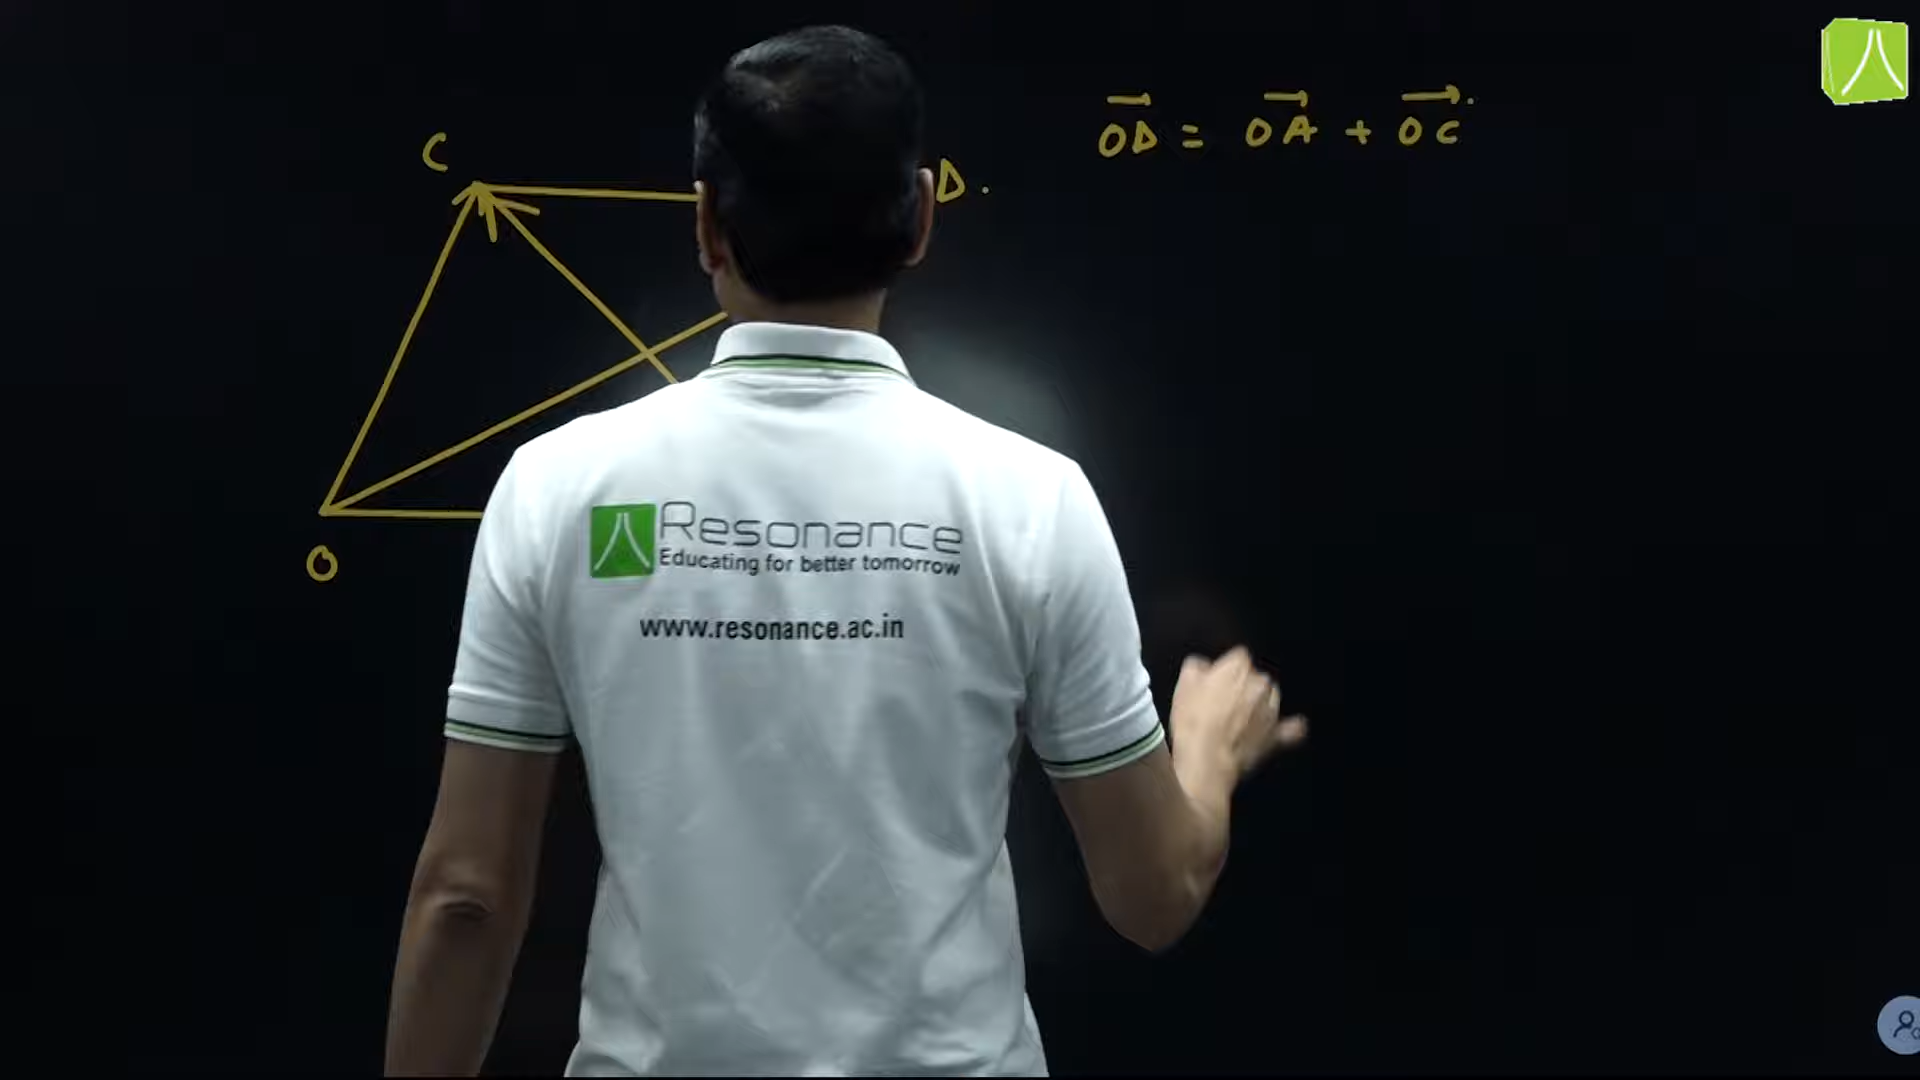 C
D.
OD = OA + OC
O
Resonance
Educating for better tomorrow
www.resonance.ac.in